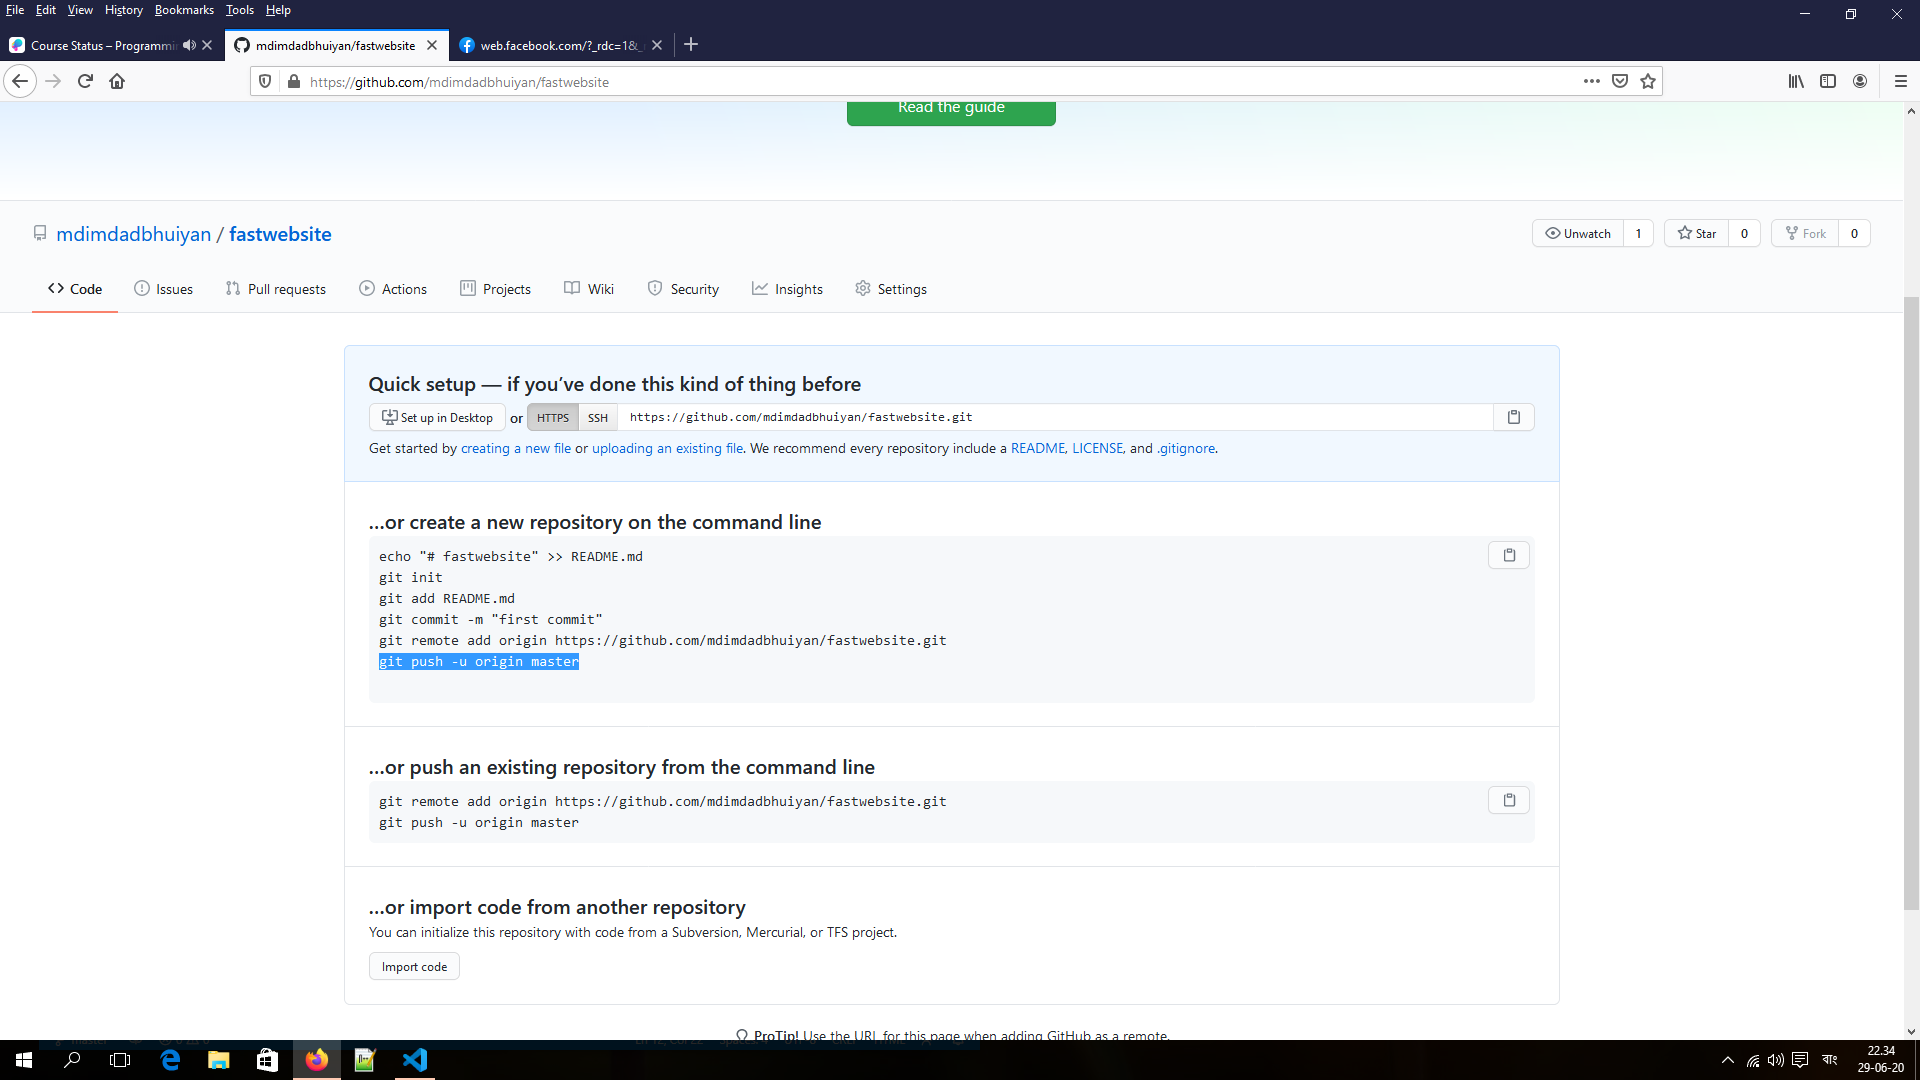 File Edit View History Bookmarks Tools Help
Course Status – Programmi
mdimdadbhuiyan/fastwebsite
web.facebook.com/?_rdc=1&_
https://github.com/mdimdadbhuiyan/fastwebsite
Read the guide
mdimdadbhuiyan / fastwebsite
Unwatch 1 Star 0 Fork 0
Code Issues Pull requests Actions Projects Wiki Security Insights Settings
Quick setup — if you’ve done this kind of thing before
Set up in Desktop or HTTPS SSH https://github.com/mdimdadbhuiyan/fastwebsite.git
Get started by creating a new file or uploading an existing file. We recommend every repository include a README, LICENSE, and .gitignore.
…or create a new repository on the command line
echo "# fastwebsite" >> README.md
git init
git add README.md
git commit -m "first commit"
git remote add origin https://github.com/mdimdadbhuiyan/fastwebsite.git
git push -u origin master
…or push an existing repository from the command line
git remote add origin https://github.com/mdimdadbhuiyan/fastwebsite.git
git push -u origin master
…or import code from another repository
You can initialize this repository with code from a Subversion, Mercurial, or TFS project.
Import code
ProTip! Use the URL for this page when adding GitHub as a remote.
বাং
22.34
29-06-20